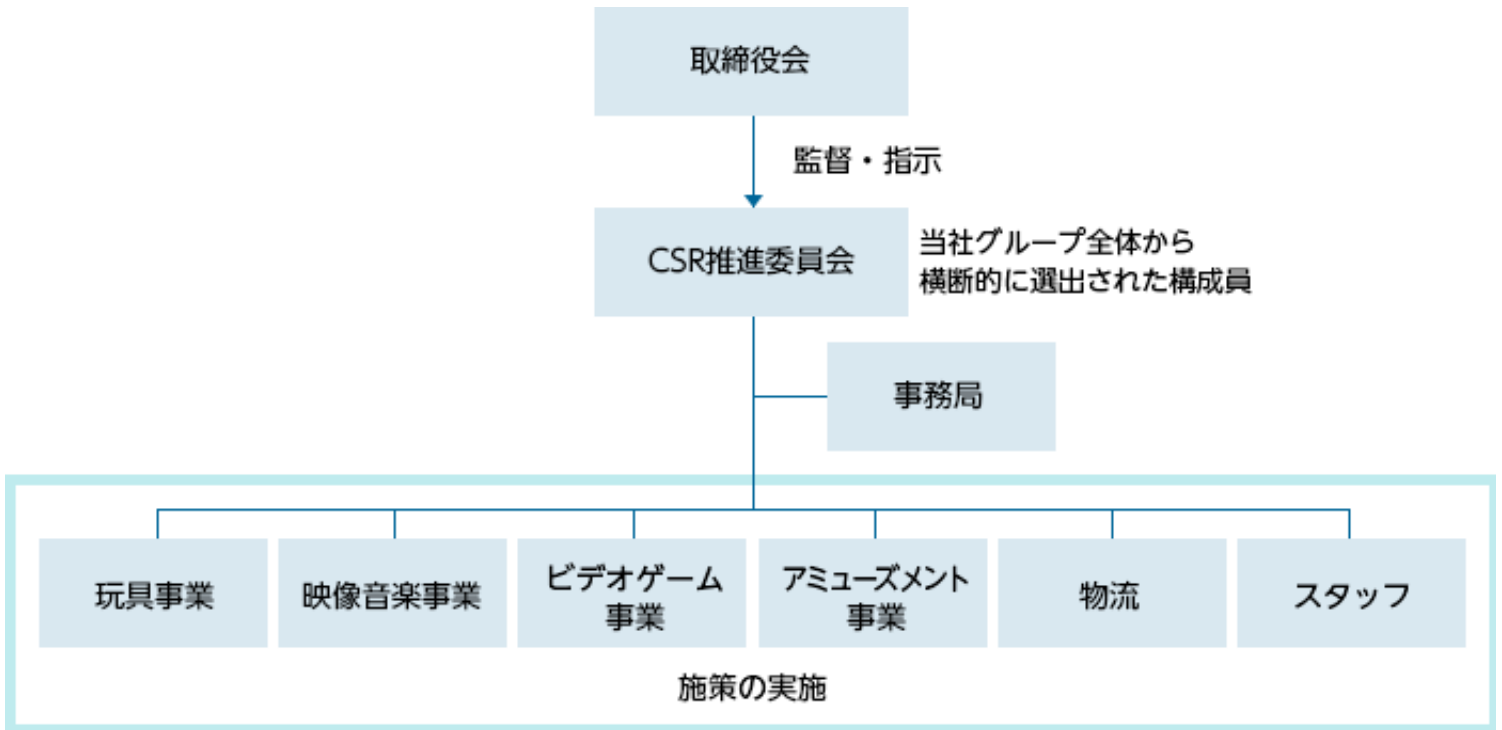 取締役会
監督・指示
CSR推進委員会
当社グループ全体から
横断的に選出された構成員
事務局
玩具事業
映像音楽事業
ビデオゲーム
事業
アミューズメント
事業
物流
スタッフ
施策の実施